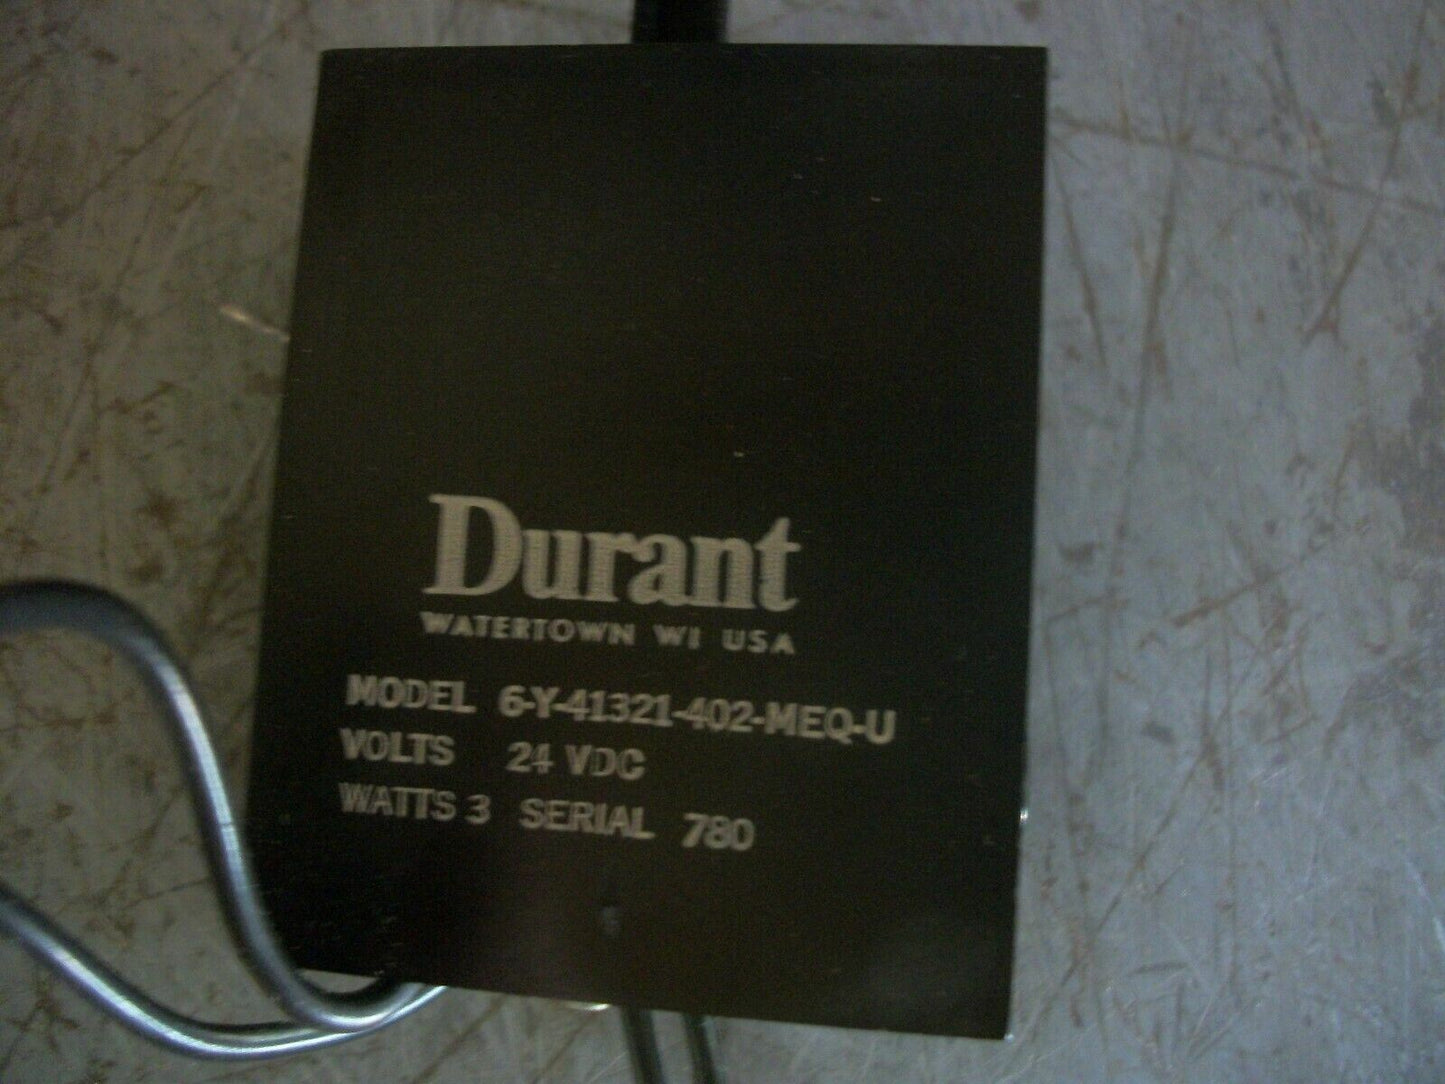 Durant
WATERTOWN WI USA
MODEL 6-Y-41321-402-MEQ-U
VOLTS 24 VDC
WATTS 3 SERIAL 780